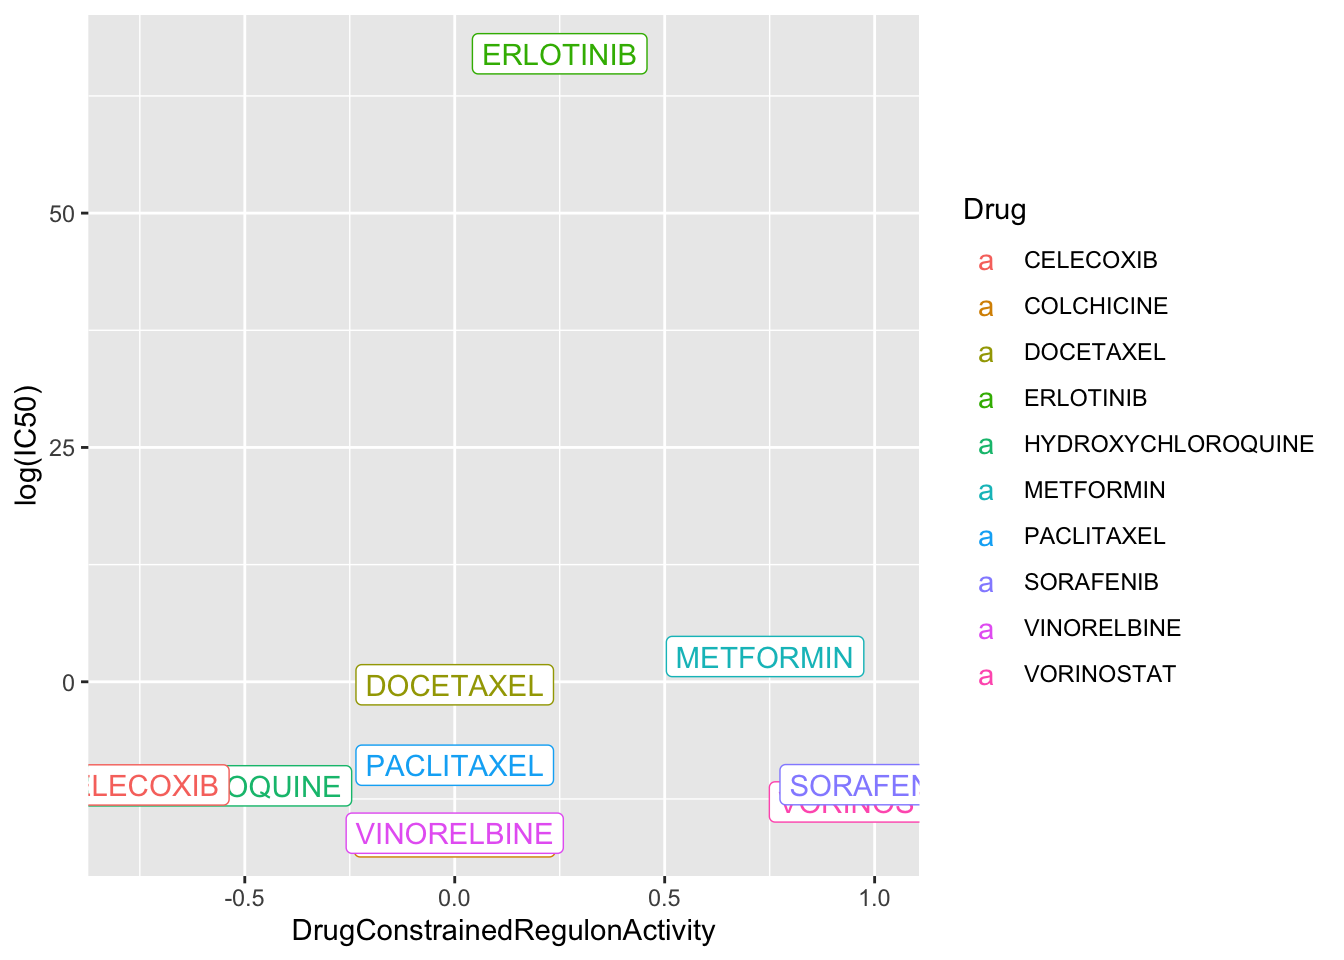 ERLOTINIB
50
25
0
log(IC50)
METFORMIN
DOCETAXEL
PACLITAXEL
LECOXIB
OQUINE
SORAFEN
VORINOS
VINORELBINE
-0.5
0.0
0.5
1.0
DrugConstrainedRegulonActivity
Drug
a CELECOXIB
a COLCHICINE
a DOCETAXEL
a ERLOTINIB
a HYDROXYCHLOROQUINE
a METFORMIN
a PACLITAXEL
a SORAFENIB
a VINORELBINE
a VORINOSTAT